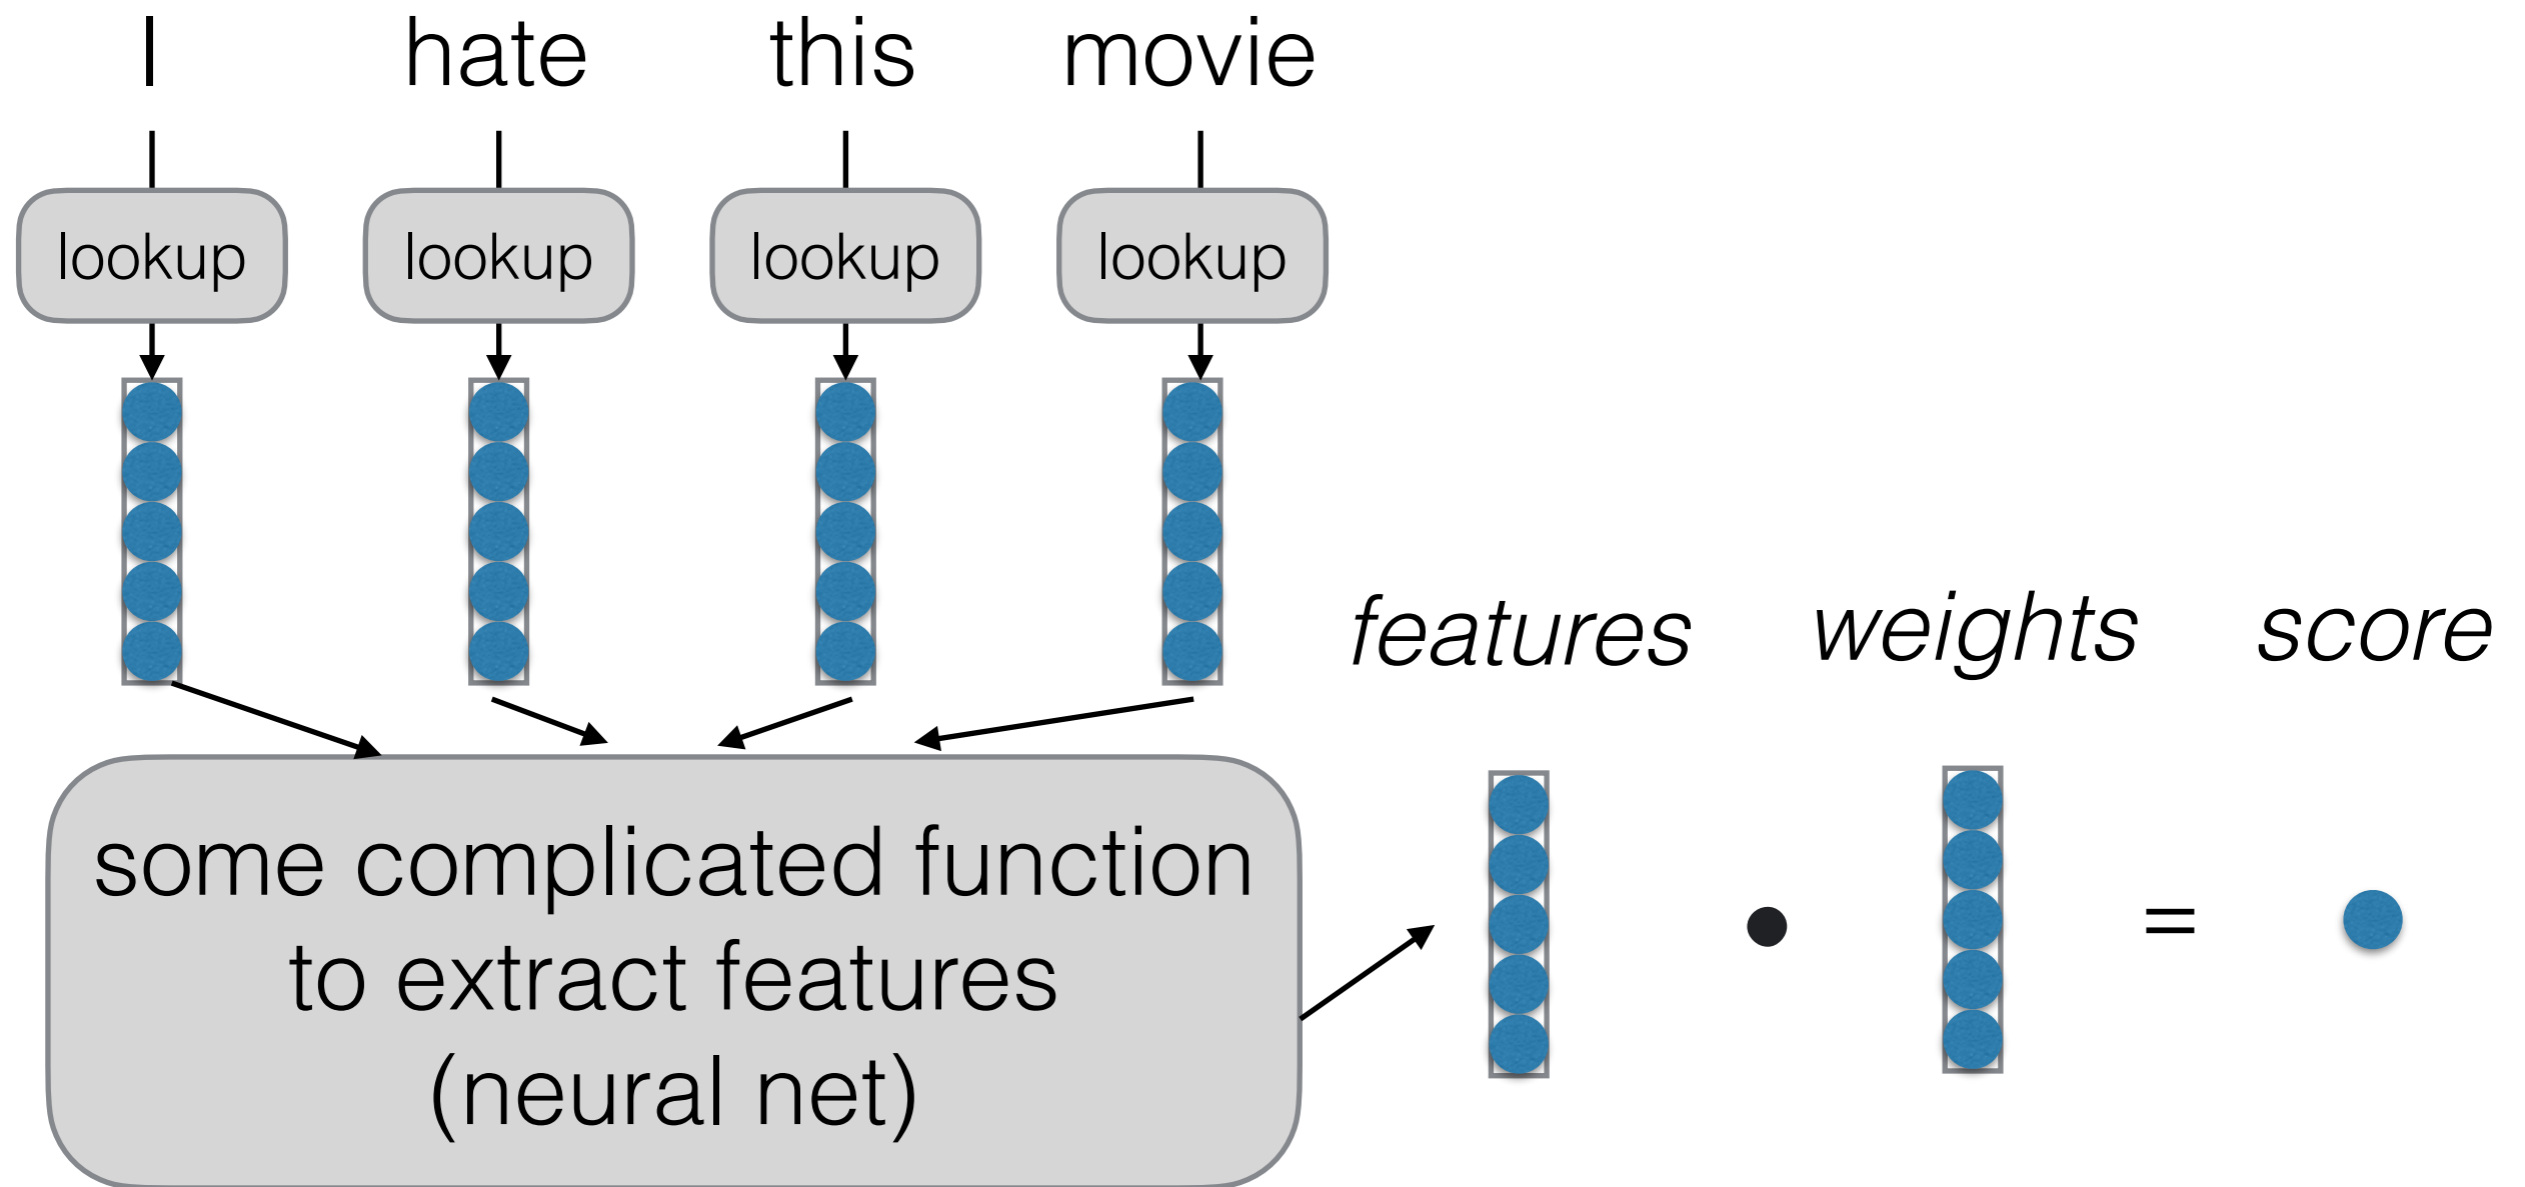 I hate this movie
lookup lookup lookup lookup
features weights score
some complicated function
to extract features
(neural net)
=